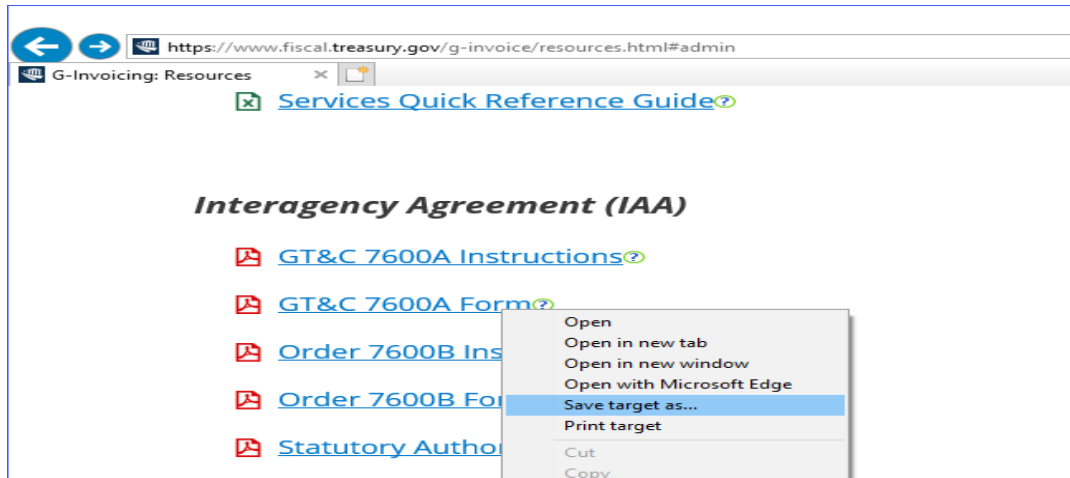 https://www.fiscal.treasury.gov/g-invoice/resources.html#admin
G-Invoicing: Resources
Services Quick Reference Guide
Interagency Agreement (IAA)
GT&C 7600A Instructions
GT&C 7600A Form
Open
Open in new tab
Order 7600B Ins
Open in new window
Open with Microsoft Edge
Order 7600B For
Save target as...
Print target
Statutory Author
Cut
Copy